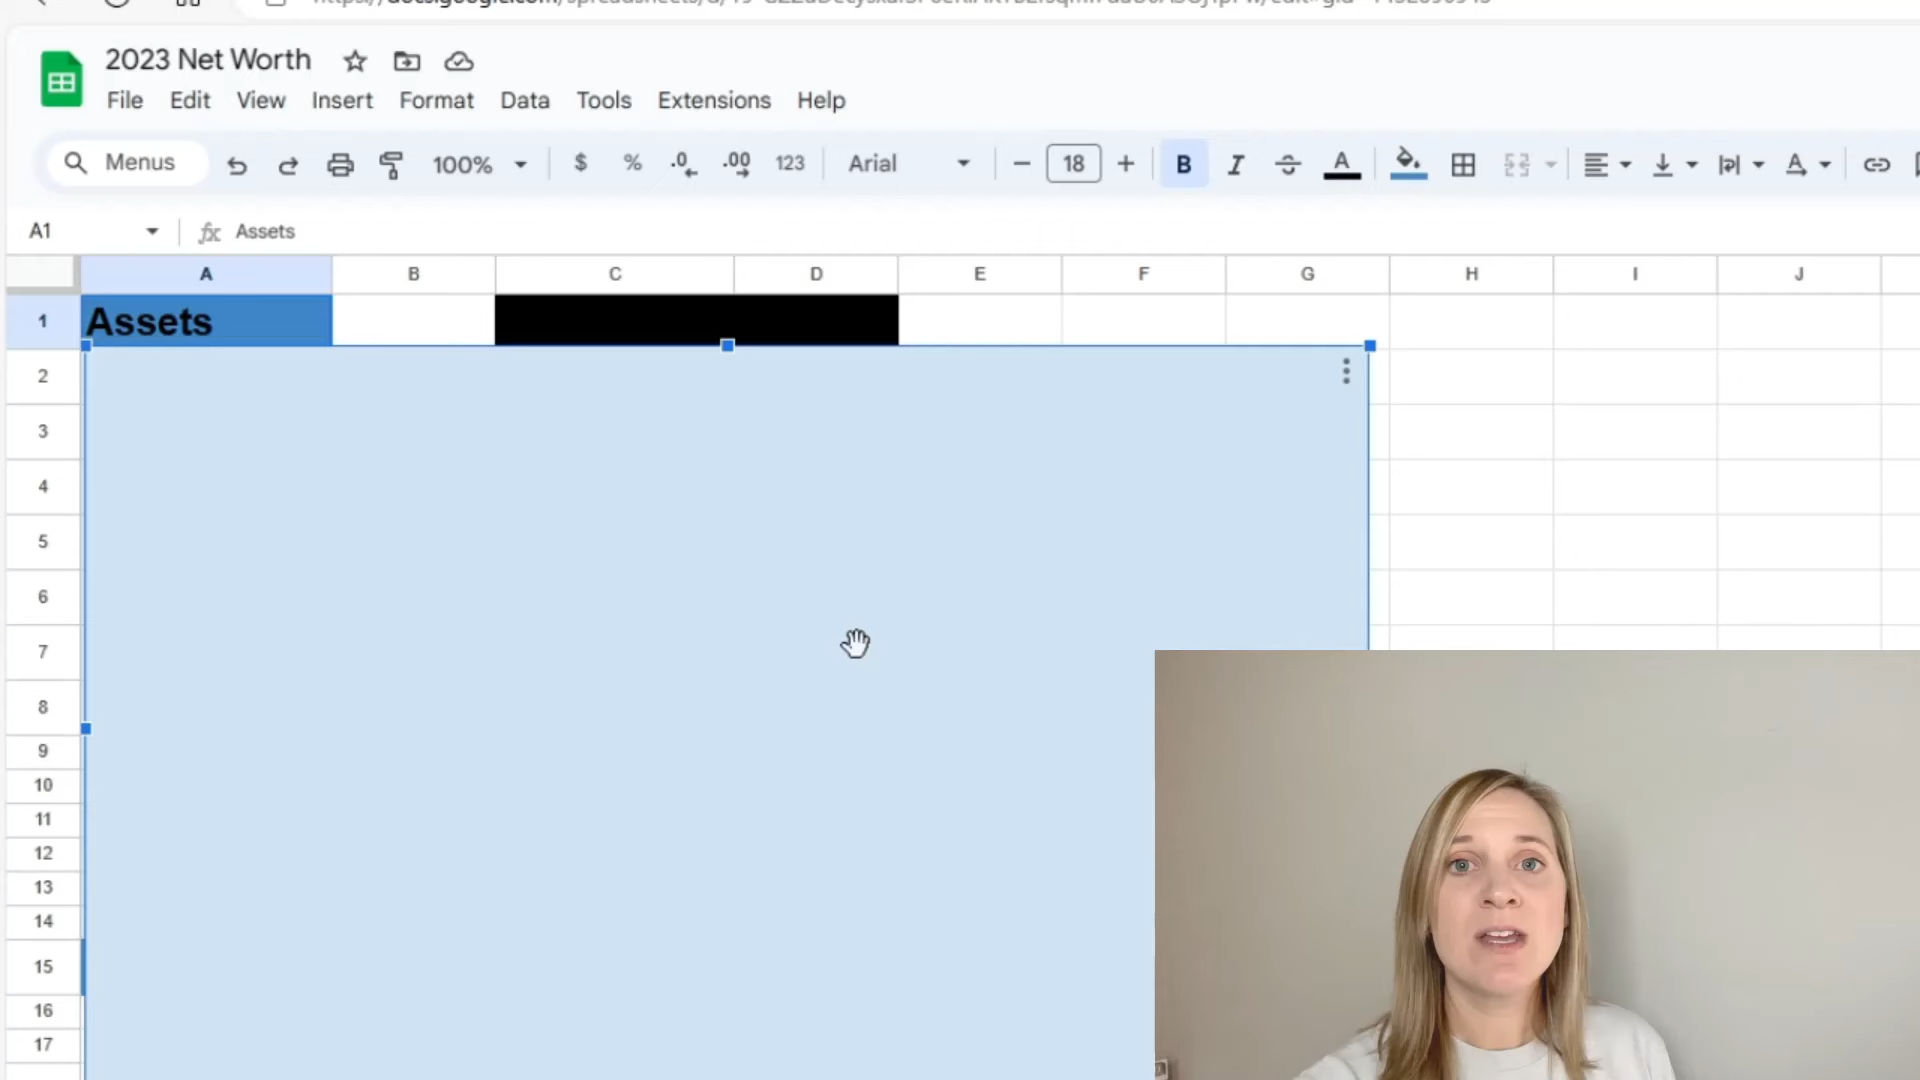 2023 Net Worth
File Edit View Insert Format Data Tools Extensions Help
Menus 100% $ % .0 .00 123 Arial 18 B I A A
A1 fx Assets
A B C D E F G H I J
1 Assets
2
3
4
5
6
7
8
9
10
11
12
13
14
15
16
17